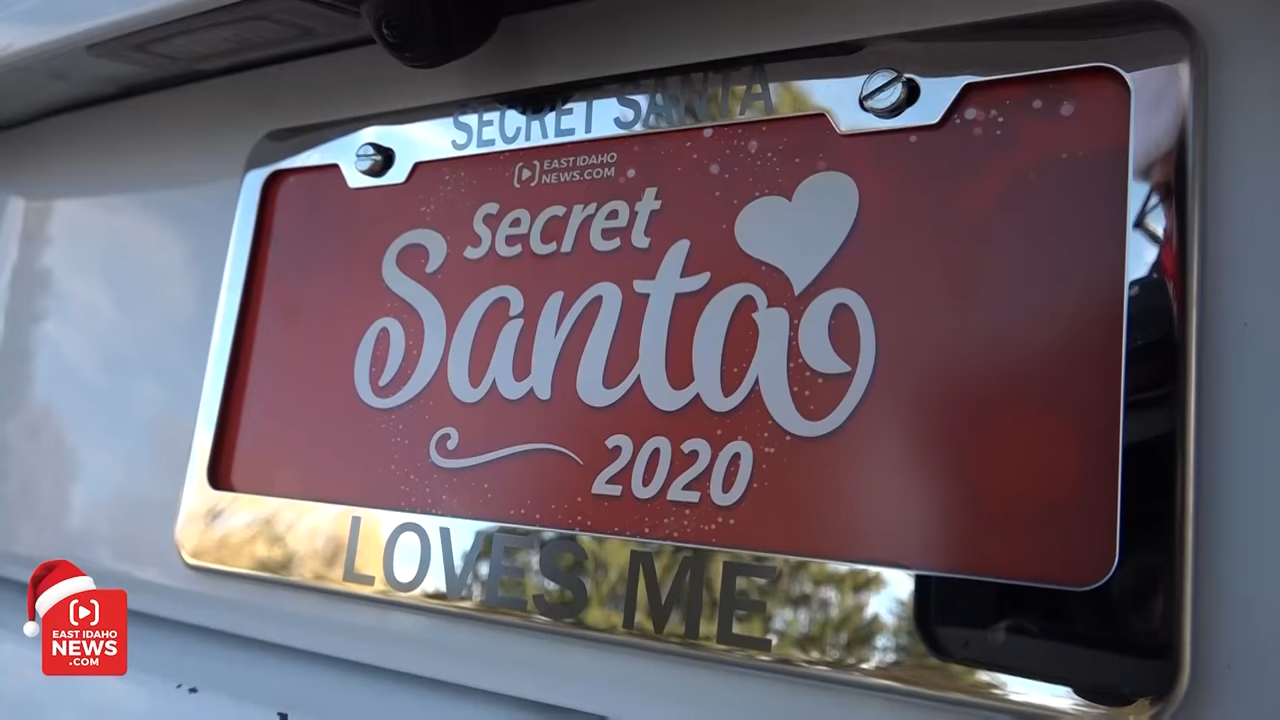 SECRET SANTA
EAST IDAHO
NEWS.COM
Secret
Santa
2020
LOVES ME
EAST IDAHO
NEWS
.COM